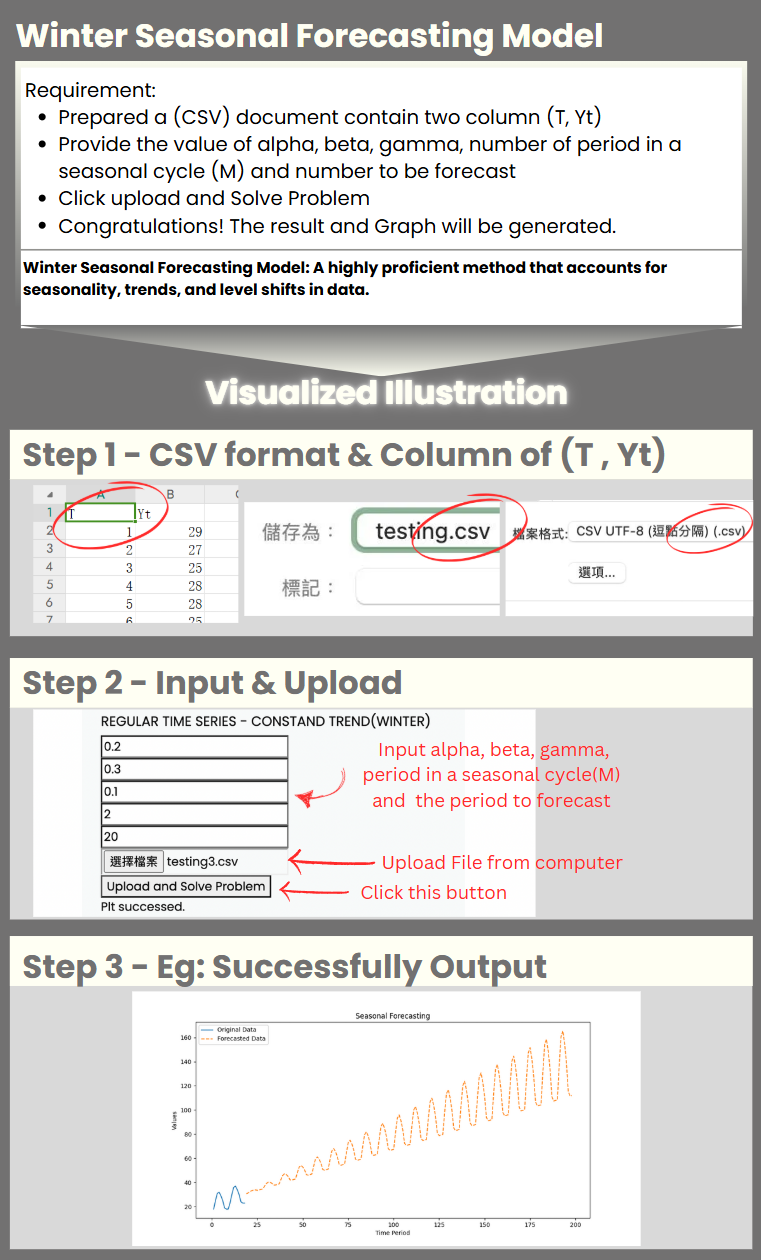 Winter Seasonal Forecasting Model
Requirement:
• Prepared a (CSV) document contain two column (T, Yt)
• Provide the value of alpha, beta, gamma, number of period in a
seasonal cycle (M) and number to be forecast
• Click upload and Solve Problem
• Congratulations! The result and Graph will be generated.
Winter Seasonal Forecasting Model: A highly proficient method that accounts for
seasonality, trends, and level shifts in data.
Visualized Illustration
Step 1 - CSV format & Column of (T , Yt)
A B
1 T Yt
2 1 29
3 2 27
4 3 25
5 4 28
6 5 28
7 6 25
儲存為：
testing.csv
標記：
檔案格式: CSV UTF-8 (逗點分隔) (.csv)
選項...
Step 2 - Input & Upload
REGULAR TIME SERIES - CONSTAND TREND(WINTER)
0.2
0.3
0.1
2
20
選擇檔案 testing3.csv
Upload and Solve Problem
Plt successed.
Input alpha, beta, gamma,
period in a seasonal cycle(M)
and the period to forecast
Upload File from computer
Click this button
Step 3 - Eg: Successfully Output
Seasonal Forecasting
Original Data
Forecasted Data
Values
160
140
120
100
80
60
40
20
0 25 50 75 100 125 150 175 200
Time Period